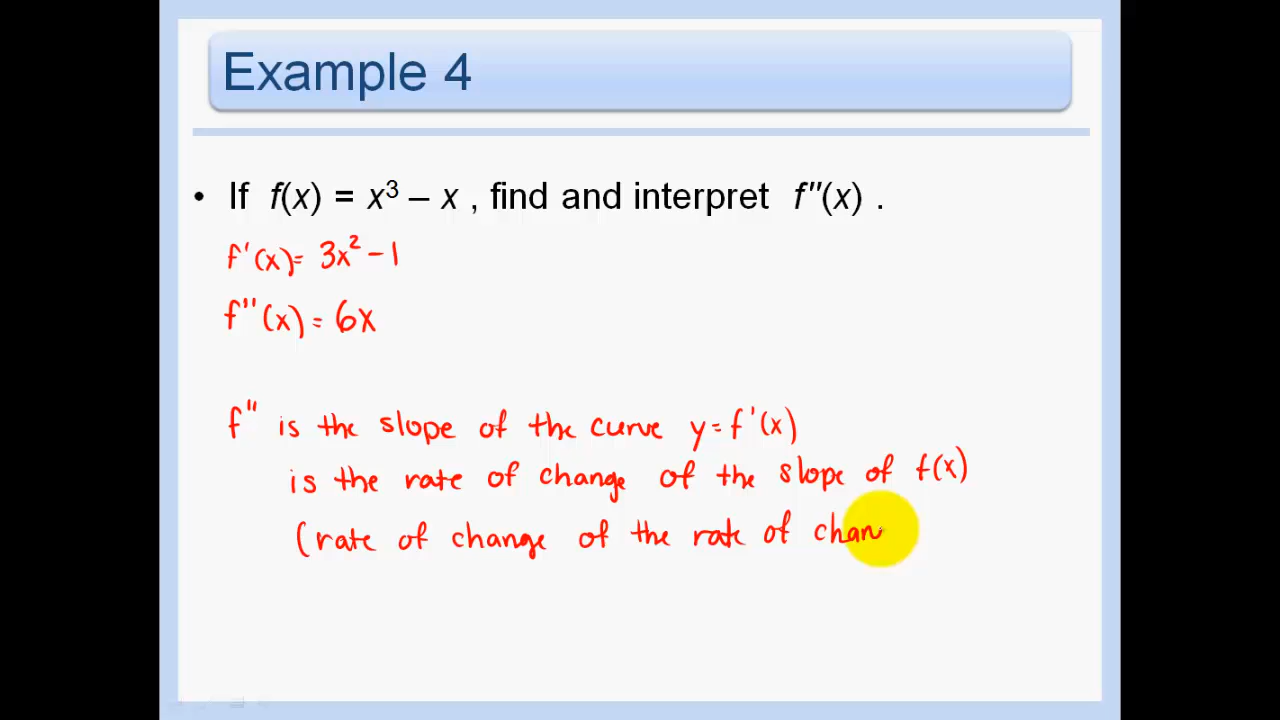 Example 4
• If f(x) = x³ – x , find and interpret f″(x) .
f'(x) = 3x² - 1
f''(x) = 6x
f'' is the slope of the curve y = f'(x)
is the rate of change of the slope of f(x)
(rate of change of the rate of chan